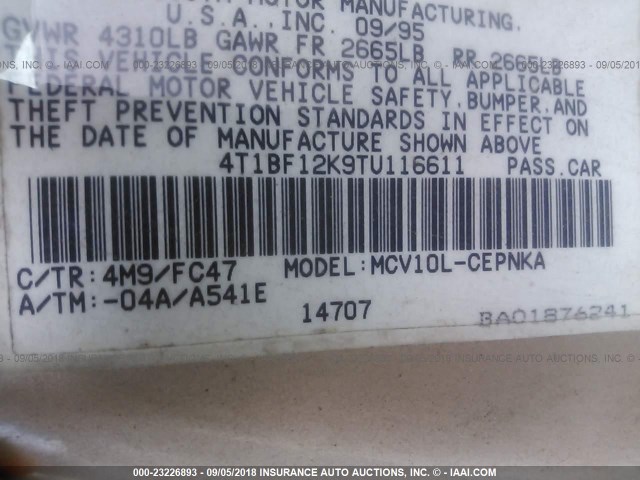 MOTOR MANUFACTURING,
U.S.A., INC. 09/95
GVWR 4310LB GAWR FR 2665LB RR 2665LB
THIS VEHICLE CONFORMS TO ALL APPLICABLE
FEDERAL MOTOR VEHICLE SAFETY, BUMPER, AND
THEFT PREVENTION STANDARDS IN EFFECT ON
THE DATE OF MANUFACTURE SHOWN ABOVE
4T1BF12K9TU116611 PASS.CAR
C/TR:4M9/FC47 MODEL:MCV10L-CEPNKA
A/TM:-04A/A541E
14707 BA01876241
000-23226893 - 09/05/2018 - INSURANCE AUTO AUCTIONS, INC. - IAAI.COM